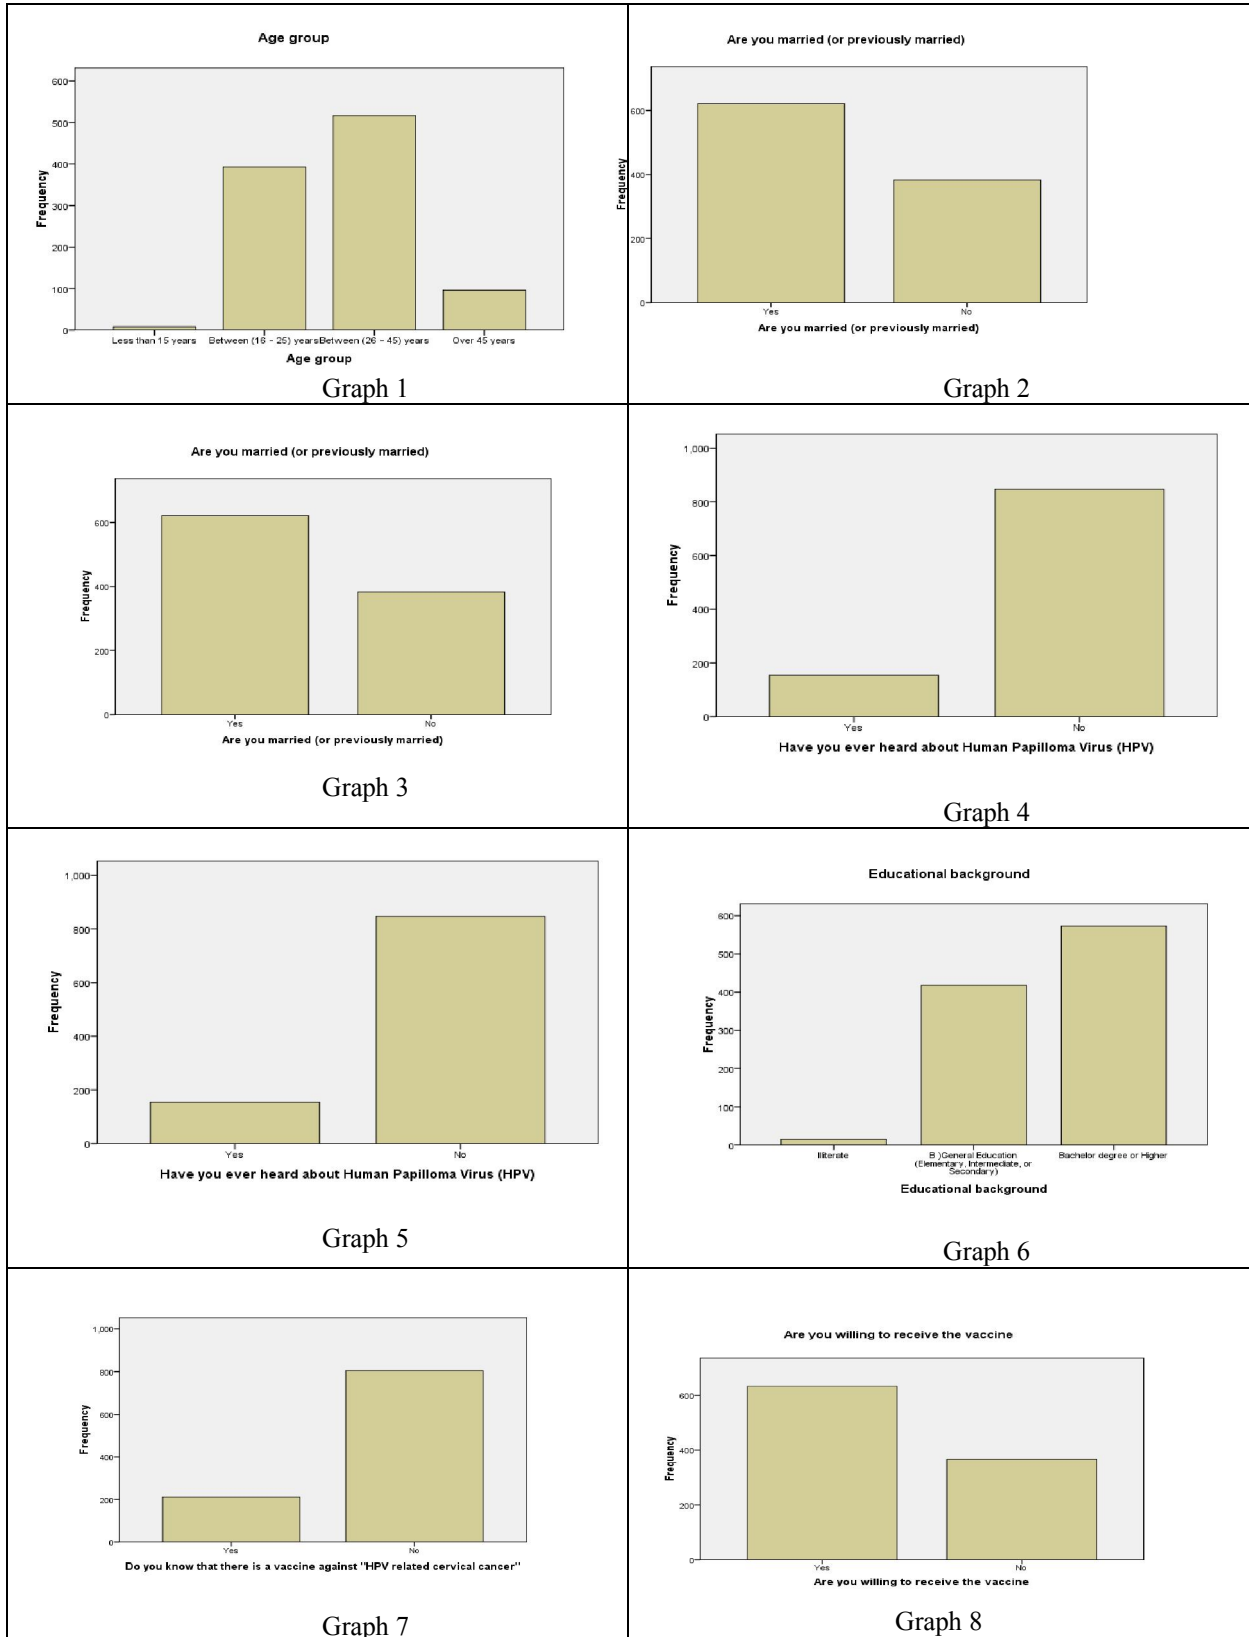 Age group
600
500
400
300
200
100
0
Frequency
Less than 15 years Between (16 – 25) years Between (26 – 45) years Over 45 years
Age group
Graph 1
Are you married (or previously married)
600
400
200
0
Frequency
Yes No
Are you married (or previously married)
Graph 2
Are you married (or previously married)
600
400
200
0
Frequency
Yes No
Are you married (or previously married)
Graph 3
1,000
800
600
400
200
0
Frequency
Yes No
Have you ever heard about Human Papilloma Virus (HPV)
Graph 4
1,000
800
600
400
200
0
Frequency
Yes No
Have you ever heard about Human Papilloma Virus (HPV)
Graph 5
Educational background
600
500
400
300
200
100
0
Frequency
Illiterate B )General Education Bachelor degree or Higher
(Elementary, Intermediate, or
Secondary)
Educational background
Graph 6
1,000
800
600
400
200
0
Frequency
Yes No
Do you know that there is a vaccine against "HPV related cervical cancer"
Graph 7
Are you willing to receive the vaccine
600
400
200
0
Frequency
Yes No
Are you willing to receive the vaccine
Graph 8